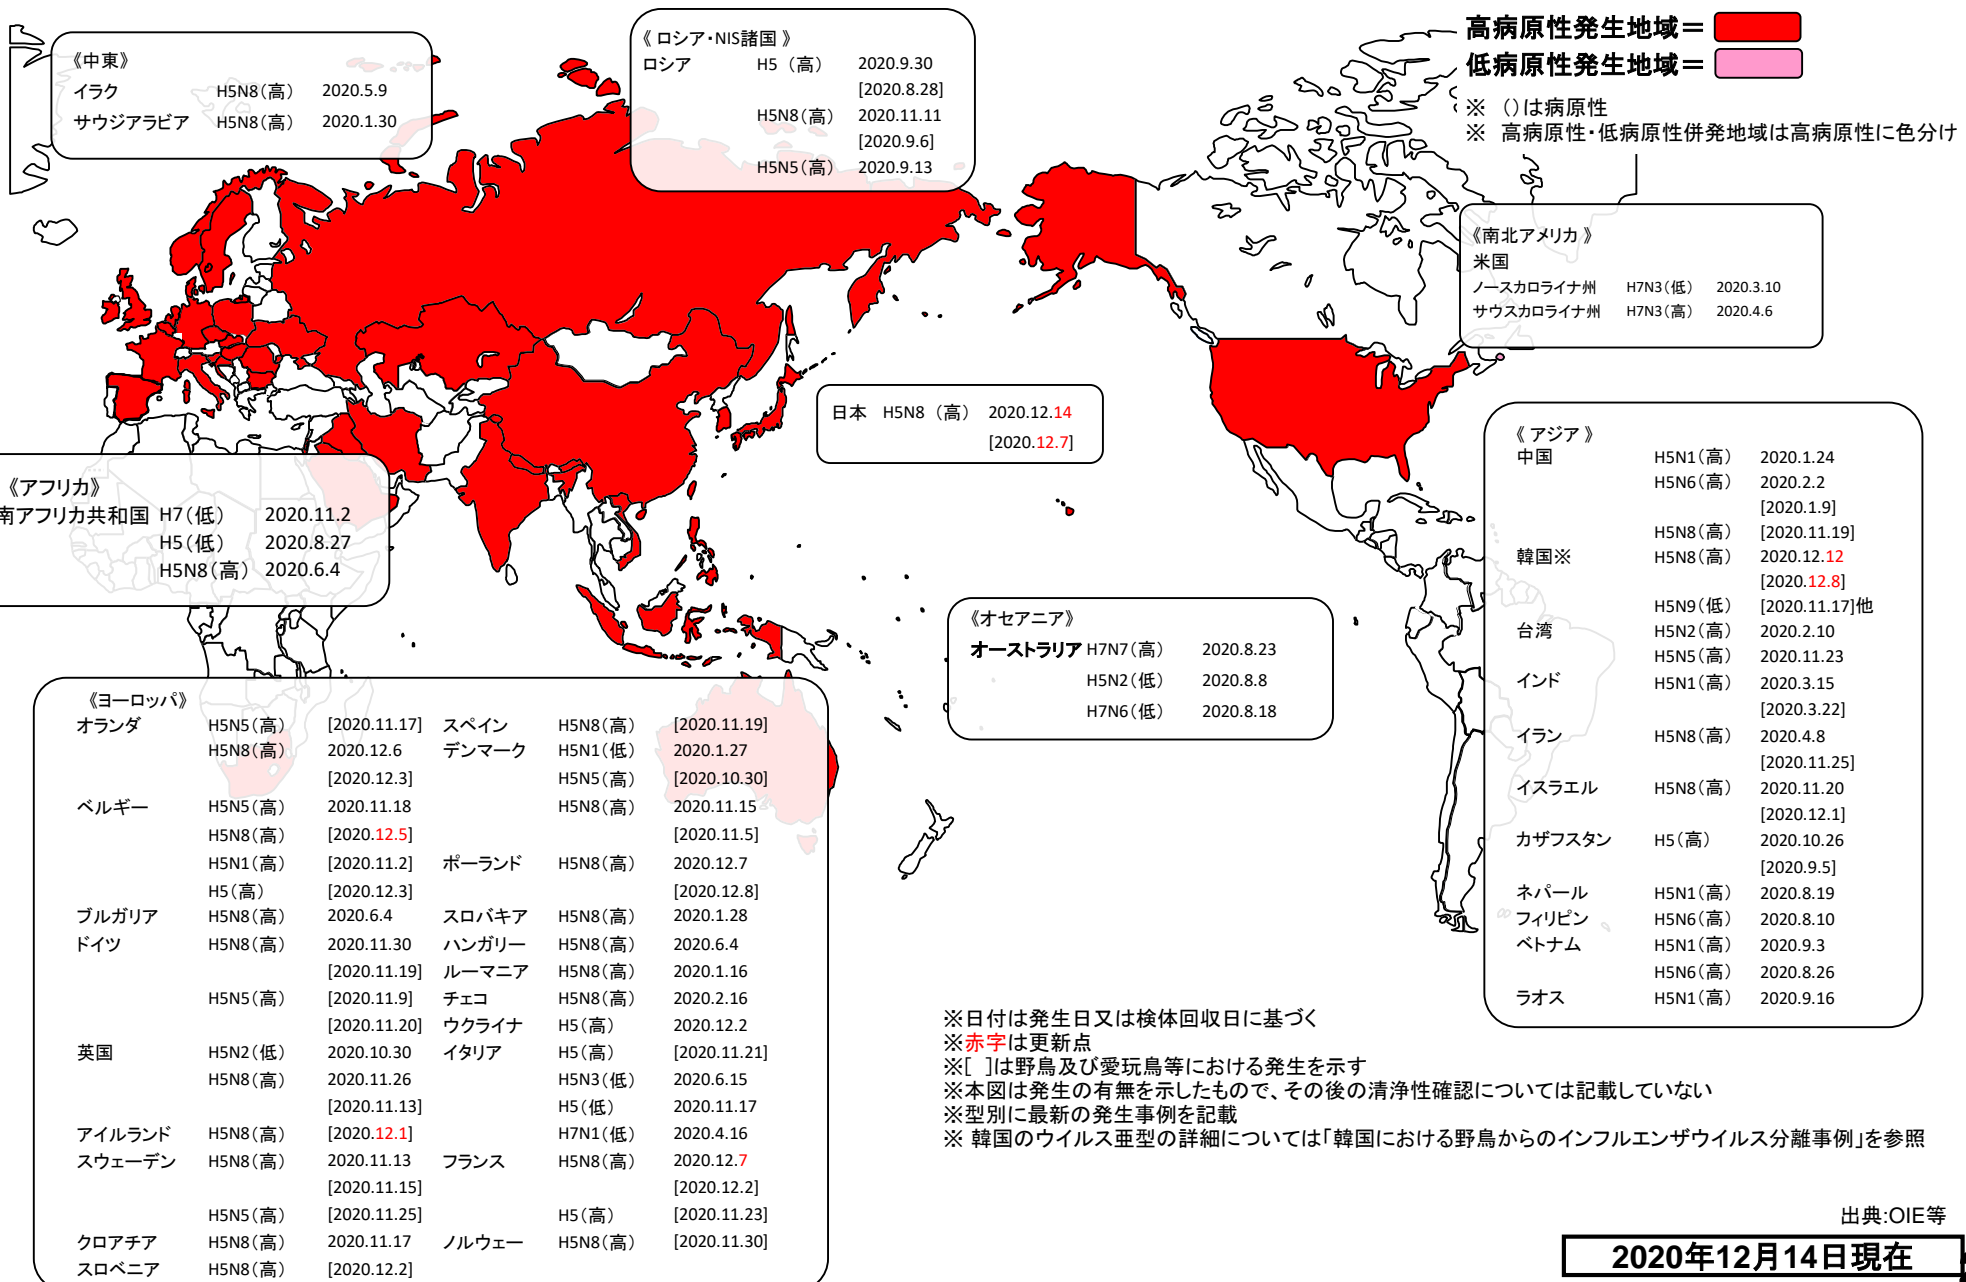 高病原性発生地域＝
低病原性発生地域＝
※ ()は病原性
※ 高病原性・低病原性併発地域は高病原性に色分け
《中東》
イラク H5N8(高) 2020.5.9
サウジアラビア H5N8(高) 2020.1.30
《ロシア・NIS諸国》
ロシア H5 (高) 2020.9.30
[2020.8.28]
H5N8(高) 2020.11.11
[2020.9.6]
H5N5(高) 2020.9.13
《南北アメリカ》
米国
ノースカロライナ州 H7N3(低) 2020.3.10
サウスカロライナ州 H7N3(高) 2020.4.6
日本 H5N8 (高) 2020.12.14
[2020.12.7]
《アフリカ》
南アフリカ共和国 H7(低) 2020.11.2
H5(低) 2020.8.27
H5N8(高) 2020.6.4
《オセアニア》
オーストラリア H7N7(高) 2020.8.23
H5N2(低) 2020.8.8
H7N6(低) 2020.8.18
《アジア》
中国 H5N1(高) 2020.1.24
H5N6(高) 2020.2.2
[2020.1.9]
H5N8(高) [2020.11.19]
韓国※ H5N8(高) 2020.12.12
[2020.12.8]
H5N9(低) [2020.11.17]他
台湾 H5N2(高) 2020.2.10
H5N5(高) 2020.11.23
インド H5N1(高) 2020.3.15
[2020.3.22]
イラン H5N8(高) 2020.4.8
[2020.11.25]
イスラエル H5N8(高) 2020.11.20
[2020.12.1]
カザフスタン H5(高) 2020.10.26
[2020.9.5]
ネパール H5N1(高) 2020.8.19
フィリピン H5N6(高) 2020.8.10
ベトナム H5N1(高) 2020.9.3
H5N6(高) 2020.8.26
ラオス H5N1(高) 2020.9.16
《ヨーロッパ》
オランダ H5N5(高) [2020.11.17] スペイン H5N8(高) [2020.11.19]
H5N8(高) 2020.12.6 デンマーク H5N1(低) 2020.1.27
[2020.12.3] H5N5(高) [2020.10.30]
ベルギー H5N5(高) 2020.11.18 H5N8(高) 2020.11.15
H5N8(高) [2020.12.5] [2020.11.5]
H5N1(高) [2020.11.2] ポーランド H5N8(高) 2020.12.7
H5(高) [2020.12.3] [2020.12.8]
ブルガリア H5N8(高) 2020.6.4 スロバキア H5N8(高) 2020.1.28
ドイツ H5N8(高) 2020.11.30 ハンガリー H5N8(高) 2020.6.4
[2020.11.19] ルーマニア H5N8(高) 2020.1.16
H5N5(高) [2020.11.9] チェコ H5N8(高) 2020.2.16
[2020.11.20] ウクライナ H5(高) 2020.12.2
英国 H5N2(低) 2020.10.30 イタリア H5(高) [2020.11.21]
H5N8(高) 2020.11.26 H5N3(低) 2020.6.15
[2020.11.13] H5(低) 2020.11.17
アイルランド H5N8(高) [2020.12.1] H7N1(低) 2020.4.16
スウェーデン H5N8(高) 2020.11.13 フランス H5N8(高) 2020.12.7
[2020.11.15] [2020.12.2]
H5N5(高) [2020.11.25] H5(高) [2020.11.23]
クロアチア H5N8(高) 2020.11.17 ノルウェー H5N8(高) [2020.11.30]
スロベニア H5N8(高) [2020.12.2]
※日付は発生日又は検体回収日に基づく
※赤字は更新点
※[ ]は野鳥及び愛玩鳥等における発生を示す
※本図は発生の有無を示したもので、その後の清浄性確認については記載していない
※型別に最新の発生事例を記載
※ 韓国のウイルス亜型の詳細については「韓国における野鳥からのインフルエンザウイルス分離事例」を参照
出典:OIE等
2020年12月14日現在